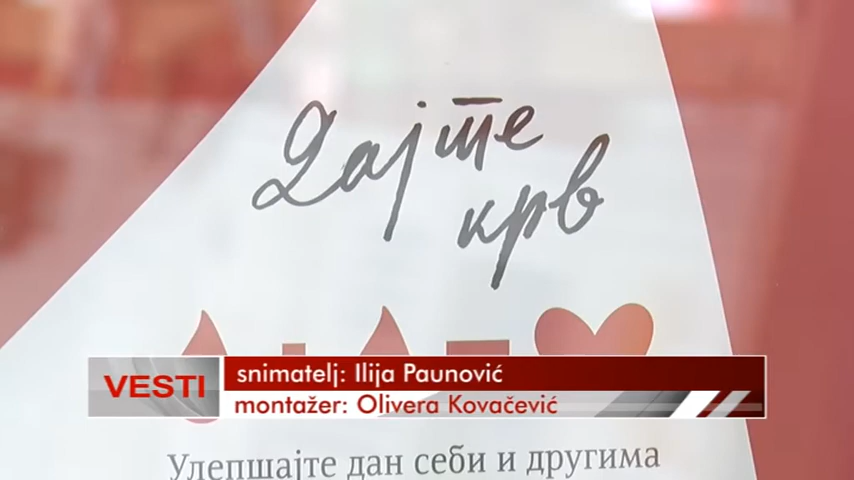 Дајте
крв
VESTI
snimatelj: Ilija Paunović
montažer: Olivera Kovačević
Улепшајте дан себи и другима